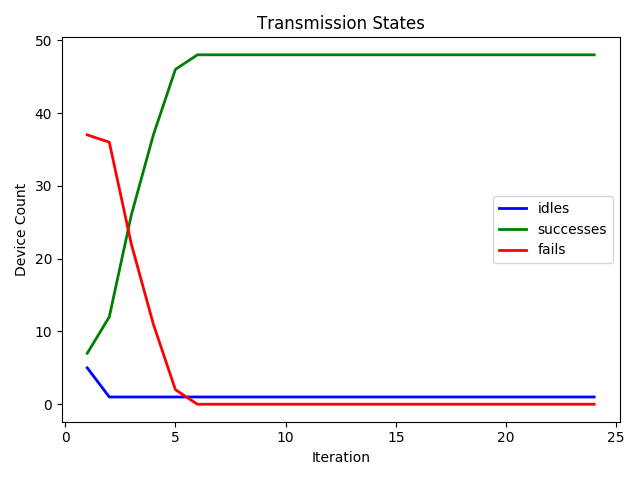 Transmission States
Device Count
50
40
30
20
10
0
idles
successes
fails
0 5 10 15 20 25
Iteration